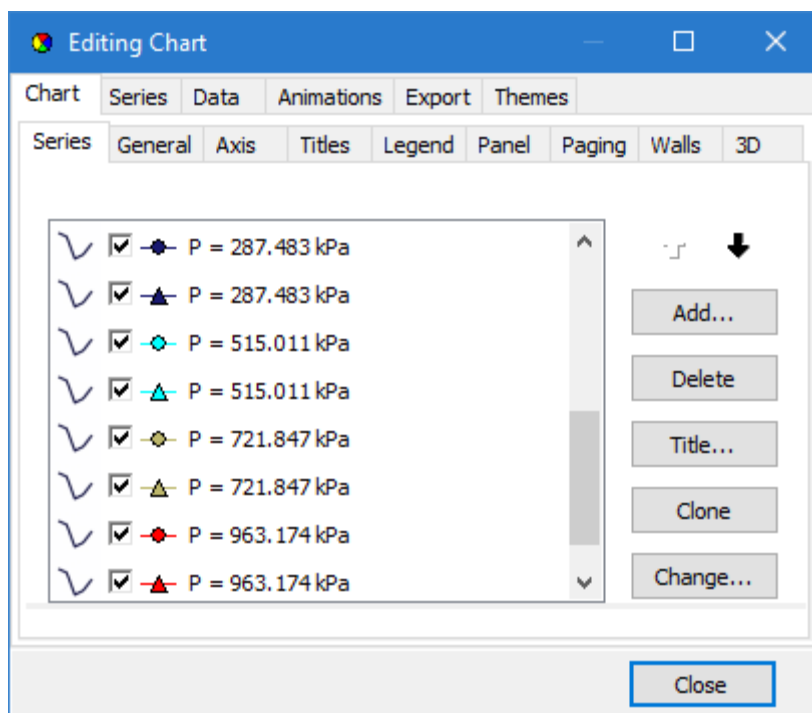 Editing Chart
Chart Series Data Animations Export Themes
Series General Axis Titles Legend Panel Paging Walls 3D
P = 287.483 kPa
P = 287.483 kPa
P = 515.011 kPa
P = 515.011 kPa
P = 721.847 kPa
P = 721.847 kPa
P = 963.174 kPa
P = 963.174 kPa
Add...
Delete
Title...
Clone
Change...
Close